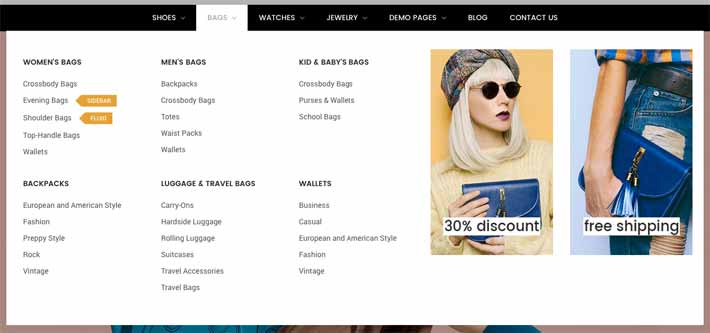 SHOES BAGS WATCHES JEWELRY DEMO PAGES BLOG CONTACT US
WOMEN'S BAGS
Crossbody Bags
Evening Bags SIDEBAR
Shoulder Bags FLUID
Top-Handle Bags
Wallets
MEN'S BAGS
Backpacks
Crossbody Bags
Totes
Waist Packs
Wallets
KID & BABY'S BAGS
Crossbody Bags
Purses & Wallets
School Bags
BACKPACKS
European and American Style
Fashion
Preppy Style
Rock
Vintage
LUGGAGE & TRAVEL BAGS
Carry-Ons
Hardside Luggage
Rolling Luggage
Suitcases
Travel Accessories
Travel Bags
WALLETS
Business
Casual
European and American Style
Fashion
Vintage
30% discount
free shipping